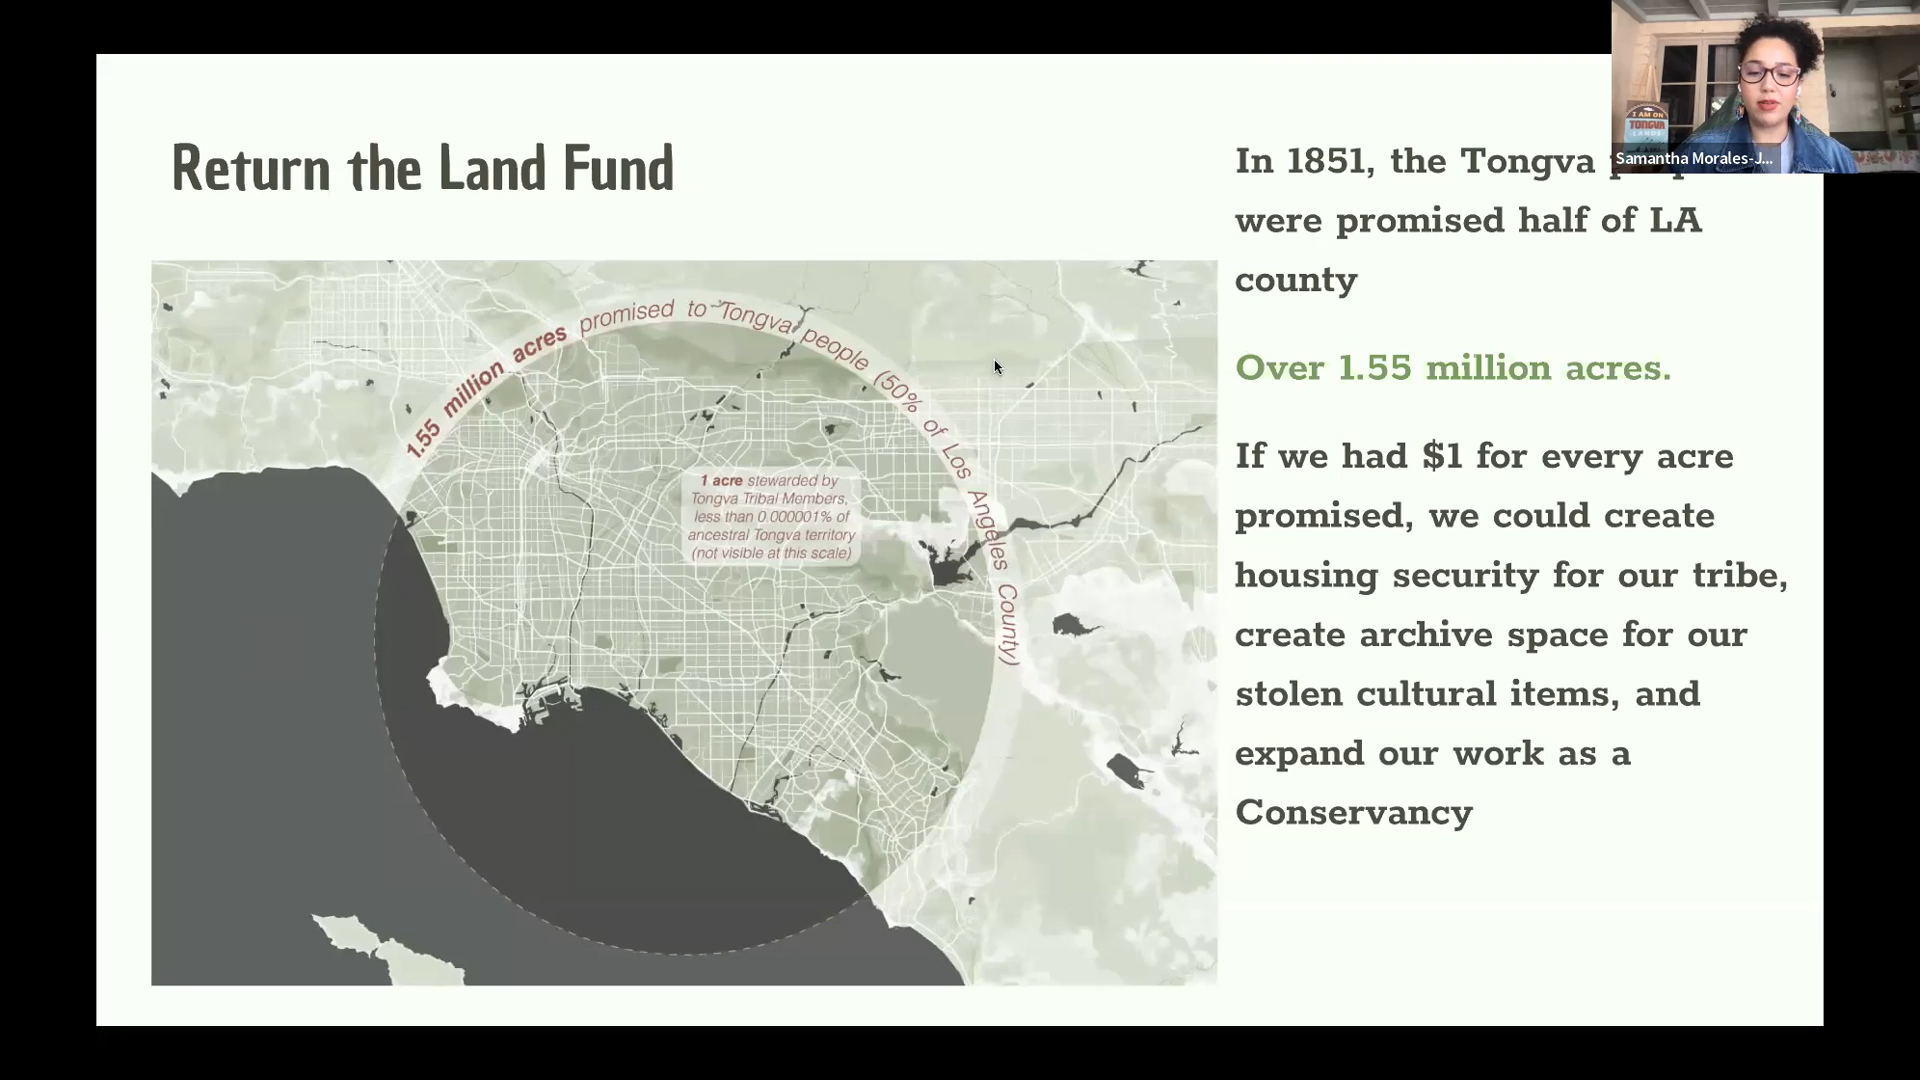 Return the Land Fund
1.55 million acres promised to Tongva people (50% of Los Angeles County)
1 acre stewarded by
Tongva Tribal Members,
less than 0.000001% of
ancestral Tongva territory
(not visible at this scale)
In 1851, the Tongva
were promised half of LA
county
Over 1.55 million acres.
If we had $1 for every acre
promised, we could create
housing security for our tribe,
create archive space for our
stolen cultural items, and
expand our work as a
Conservancy
I AM ON
TONGVA
LANDS
Samantha Morales-J...